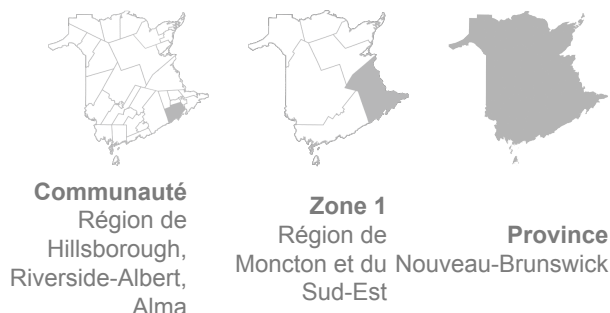 Communauté
Région de
Hillsborough,
Riverside-Albert,
Alma
Zone 1
Région de
Moncton et du
Sud-Est
Province
Nouveau-Brunswick